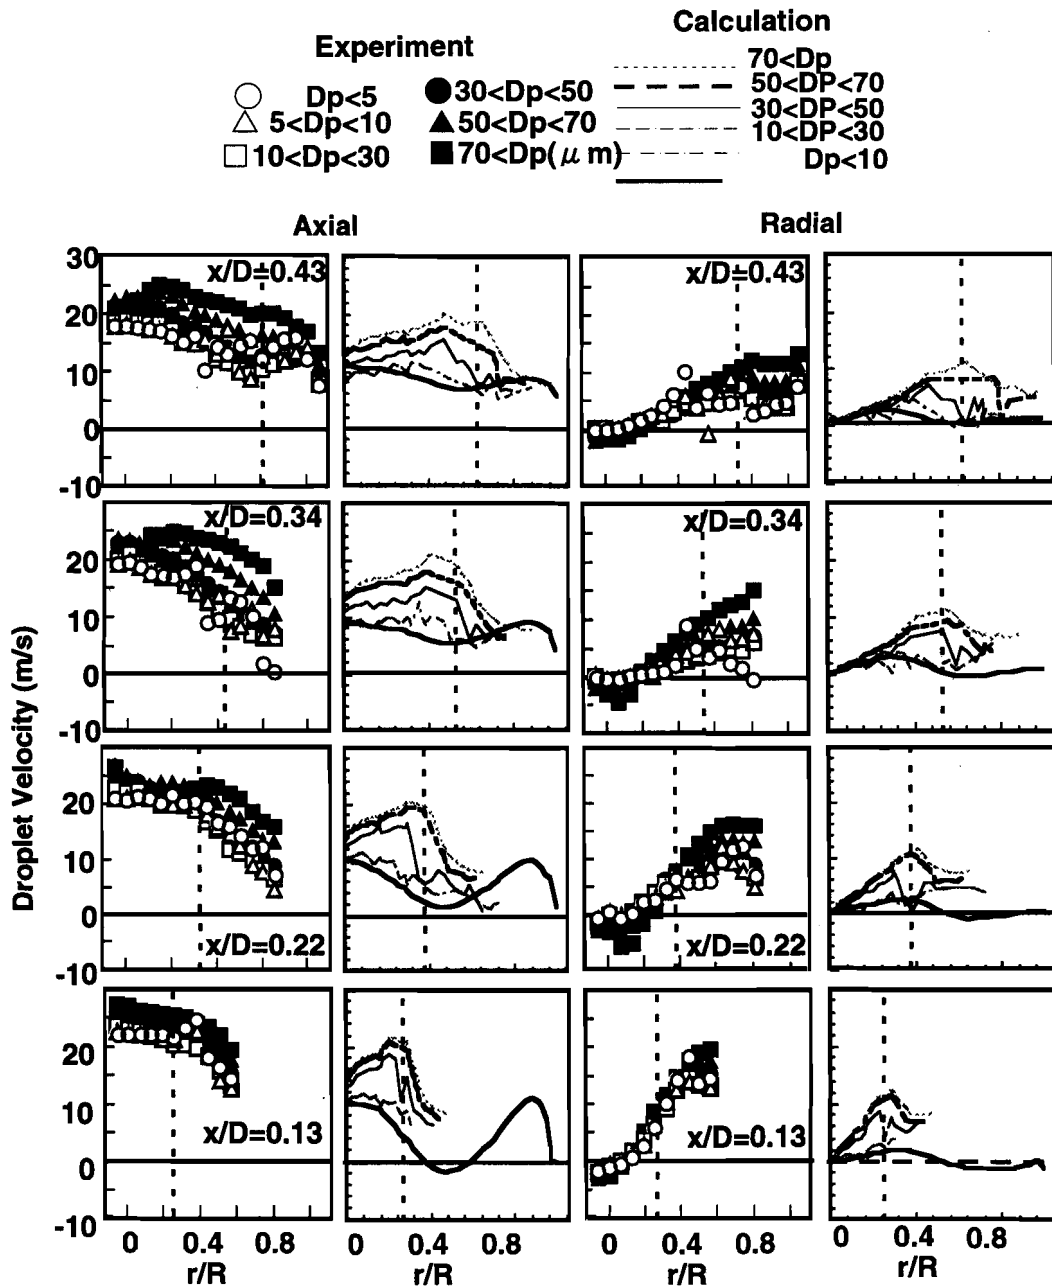 Experiment
Calculation
Dp<5
30<Dp<50
5<Dp<10
50<Dp<70
10<Dp<30
70<Dp(μm)
70<Dp
50<DP<70
30<DP<50
10<DP<30
Dp<10
Axial
Radial
Droplet Velocity (m/s)
30
20
10
0
-10
x/D=0.43
x/D=0.43
20
10
0
-10
x/D=0.34
x/D=0.34
20
10
0
-10
x/D=0.22
x/D=0.22
20
10
0
-10
x/D=0.13
x/D=0.13
0 0.4 0.8
0 0.4 0.8
0 0.4 0.8
0 0.4 0.8
r/R
r/R
r/R
r/R